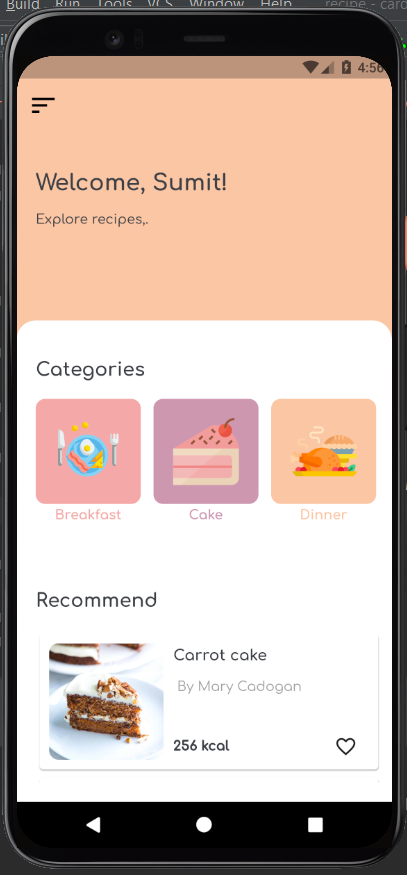 Build Run Tools VCS Window Help recipe - card
4:56
Welcome, Sumit!
Explore recipes,.
Categories
Breakfast Cake Dinner
Recommend
Carrot cake
By Mary Cadogan
256 kcal